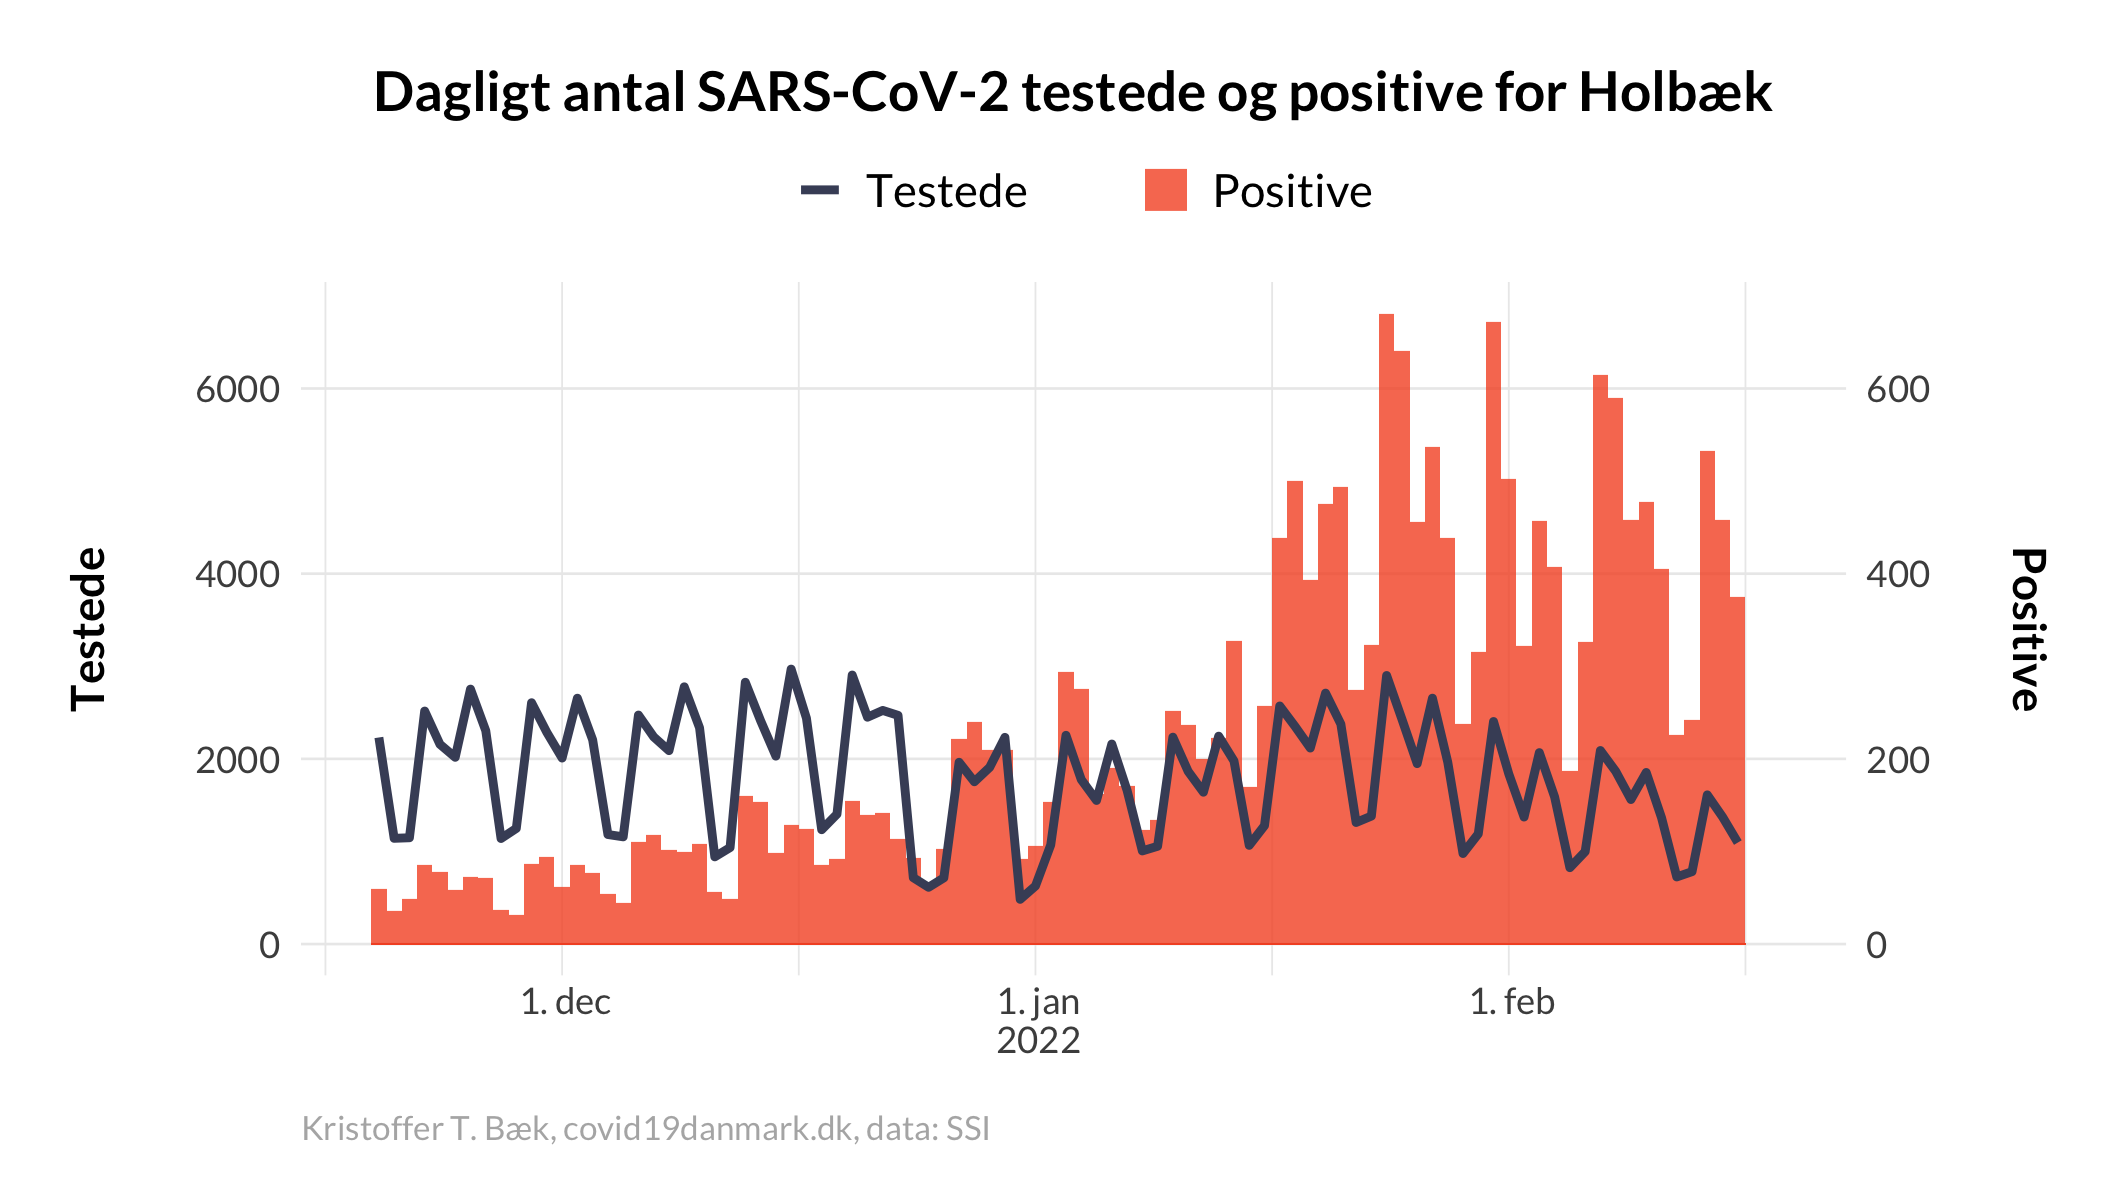 Dagligt antal SARS-CoV-2 testede og positive for Holbæk
Testede
Positive
Testede
6000
4000
2000
0
600
400
200
0
Positive
1. dec
1. jan
2022
1. feb
Kristoffer T. Bæk, covid19danmark.dk, data: SSI